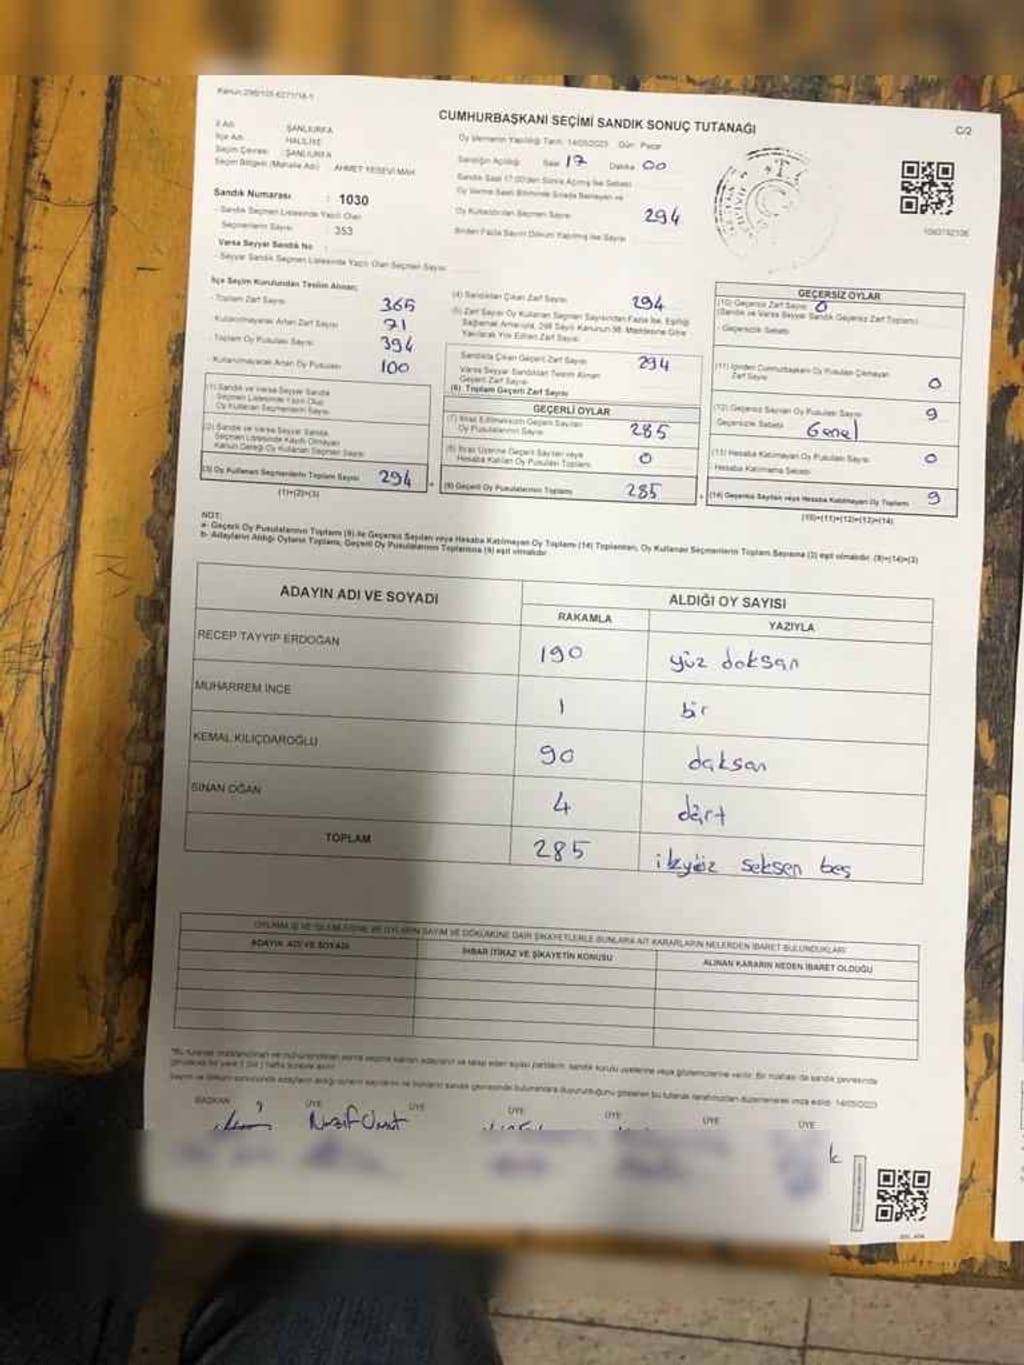 Kanun:298/105 6271/18-1
CUMHURBAŞKANI SEÇİMİ SANDIK SONUÇ TUTANAĞI
C/2
İl Adı : ŞANLIURFA
İlçe Adı : HALİLİYE
Seçim Çevresi : ŞANLIURFA
Seçim Bölgesi (Mahalle Adı) : AHMET YESEVİ MAH
Sandık Numarası : 1030
- Sandık Seçmen Listesinde Yazılı Olan
Seçmenlerin Sayısı : 353
Varsa Seyyar Sandık No :
- Seyyar Sandık Seçmen Listesinde Yazılı Olan Seçmen Sayısı
Oy Vermenin Yapıldığı Tarih: 14/05/2023 Gün: Pazar
Sandığın Açıldığı Saat 17 Dakika 00
Sandık Saat 17:00'den Sonra Açılmış İse Sebebi
Oy Verme Saati Bitiminde Sırada Bekleyen ve
Oy Kullandırılan Seçmen Sayısı 294
Birden Fazla Sayım Döküm Yapılmış İse Sayısı
İlçe Seçim Kurulundan Teslim Alınan;
- Toplam Zarf Sayısı 365
- Kullanılmayarak Artan Zarf Sayısı 71
- Toplam Oy Pusulası Sayısı 394
- Kullanılmayarak Artan Oy Pusulası 100
(1) Sandık ve Varsa Seyyar Sandık
Seçmen Listesinde Yazılı Olup
Oy Kullanan Seçmenlerin Sayısı
(2) Sandık ve Varsa Seyyar Sandık
Seçmen Listesinde Kayıtlı Olmayan
Kanun Gereği Oy Kullanan Seçmen Sayısı
(3) Oy Kullanan Seçmenlerin Toplam Sayısı 294
(1)+(2)=(3)
(4) Sandıktan Çıkan Zarf Sayısı 294
(5) Zarf Sayısı Oy Kullanan Seçmen Sayısından Fazla İse, Eşitliği
Sağlamak Amacıyla, 298 Sayılı Kanunun 98. Maddesine Göre
Yakılarak Yok Edilen Zarf Sayısı
Sandıkta Çıkan Geçerli Zarf Sayısı 294
Varsa Seyyar Sandıktan Teslim Alınan
Geçerli Zarf Sayısı
(6) Toplam Geçerli Zarf Sayısı
GEÇERLİ OYLAR
(7) İtiraz Edilmeksizin Geçerli Sayılan
Oy Pusulalarının Sayısı 285
(8) İtiraz Üzerine Geçerli Sayılan veya
Hesaba Katılan Oy Pusulası Toplamı 0
(9) Geçerli Oy Pusulalarının Toplamı 285
GEÇERSİZ OYLAR
(10) Geçersiz Zarf Sayısı 0
(Sandık ve Varsa Seyyar Sandık Geçersiz Zarf Toplamı)
- Geçersizlik Sebebi
(11) İçinden Cumhurbaşkanı Oy Pusulası Çıkmayan
Zarf Sayısı 0
(12) Geçersiz Sayılan Oy Pusulası Sayısı 9
Geçersizlik Sebebi Genel
(13) Hesaba Katılmayan Oy Pusulası Sayısı 0
Hesaba Katılmama Sebebi
(14) Geçersiz Sayılan veya Hesaba Katılmayan Oy Toplamı 9
(10)+(11)+(12)+(13)=(14)
NOT:
a- Geçerli Oy Pusulalarının Toplamı (9) ile Geçersiz Sayılan veya Hesaba Katılmayan Oy Toplamı (14) Toplamları, Oy Kullanan Seçmenlerin Toplam Sayısına (3) eşit olmalıdır. (9)+(14)=(3)
b- Adayların Aldığı Oyların Toplamı, Geçerli Oy Pusulalarının Toplamına (9) eşit olmalıdır.
ADAYIN ADI VE SOYADI
ALDIĞI OY SAYISI
RAKAMLA YAZIYLA
RECEP TAYYİP ERDOĞAN 190 yüz doksan
MUHARREM İNCE 1 bir
KEMAL KILIÇDAROĞLU 90 doksan
SİNAN OĞAN 4 dört
TOPLAM 285 ikiyüz seksen beş
OYLAMA İŞ VE İŞLEMLERİNE VE OYLARIN SAYIM VE DÖKÜMÜNE DAİR ŞİKAYETLERLE BUNLARA AİT KARARLARIN NELERDEN İBARET BULUNDUKLARI
ADAYIN ADI VE SOYADI İHBAR İTİRAZ VE ŞİKAYETİN KONUSU ALINAN KARARIN NEDEN İBARET OLDUĞU
BAŞKAN ÜYE ÜYE ÜYE ÜYE ÜYE ÜYE
Nazif Umut